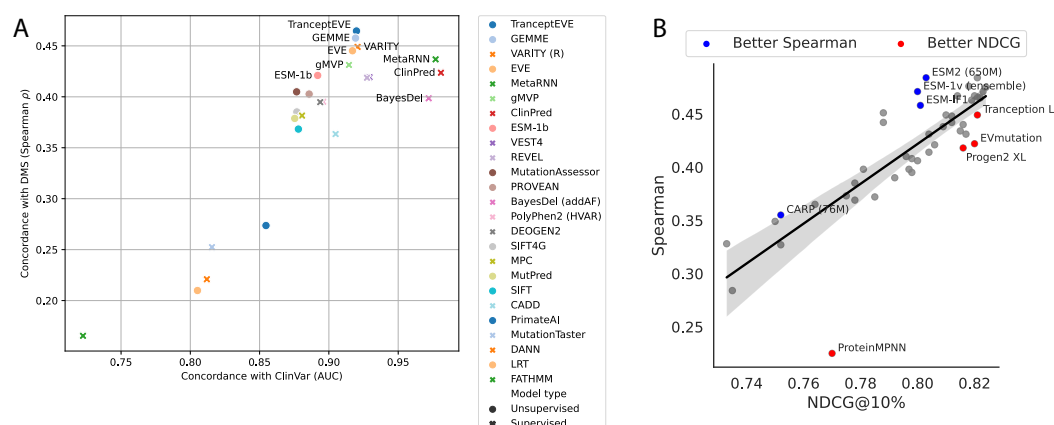 A
TranceptEVE
GEMME
EVE
VARITY
gMVP
MetaRNN
ESM-1b
ClinPred
BayesDel
0.45
0.40
0.35
0.30
0.25
0.20
Concordance with DMS (Spearman ρ)
0.75
0.80
0.85
0.90
0.95
Concordance with ClinVar (AUC)
TranceptEVE
GEMME
VARITY (R)
EVE
MetaRNN
gMVP
ClinPred
ESM-1b
VEST4
REVEL
MutationAssessor
PROVEAN
BayesDel (addAF)
PolyPhen2 (HVAR)
DEOGEN2
SIFT4G
MPC
MutPred
SIFT
CADD
PrimateAI
MutationTaster
DANN
LRT
FATHMM
Model type
Unsupervised
Supervised
B
Better Spearman
Better NDCG
ESM2 (650M)
ESM-1v (ensemble)
ESM-IF1
Tranception L
EVmutation
Progen2 XL
CARP (76M)
ProteinMPNN
0.45
0.40
0.35
0.30
0.25
Spearman
0.74
0.76
0.78
0.80
0.82
NDCG@10%